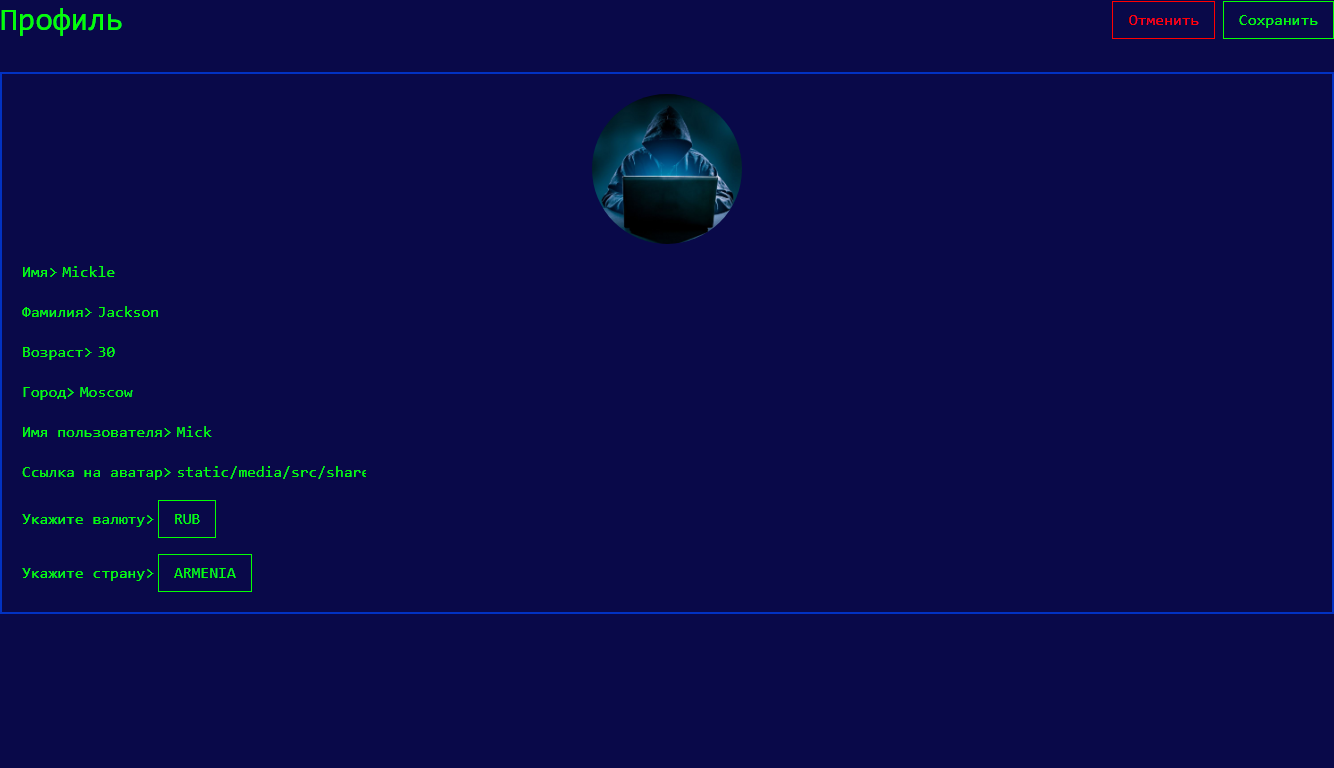 Профиль
Отменить
Сохранить
Имя> Mickle
Фамилия> Jackson
Возраст> 30
Город> Moscow
Имя пользователя> Mick
Ссылка на аватар> static/media/src/share
Укажите валюту> RUB
Укажите страну> ARMENIA